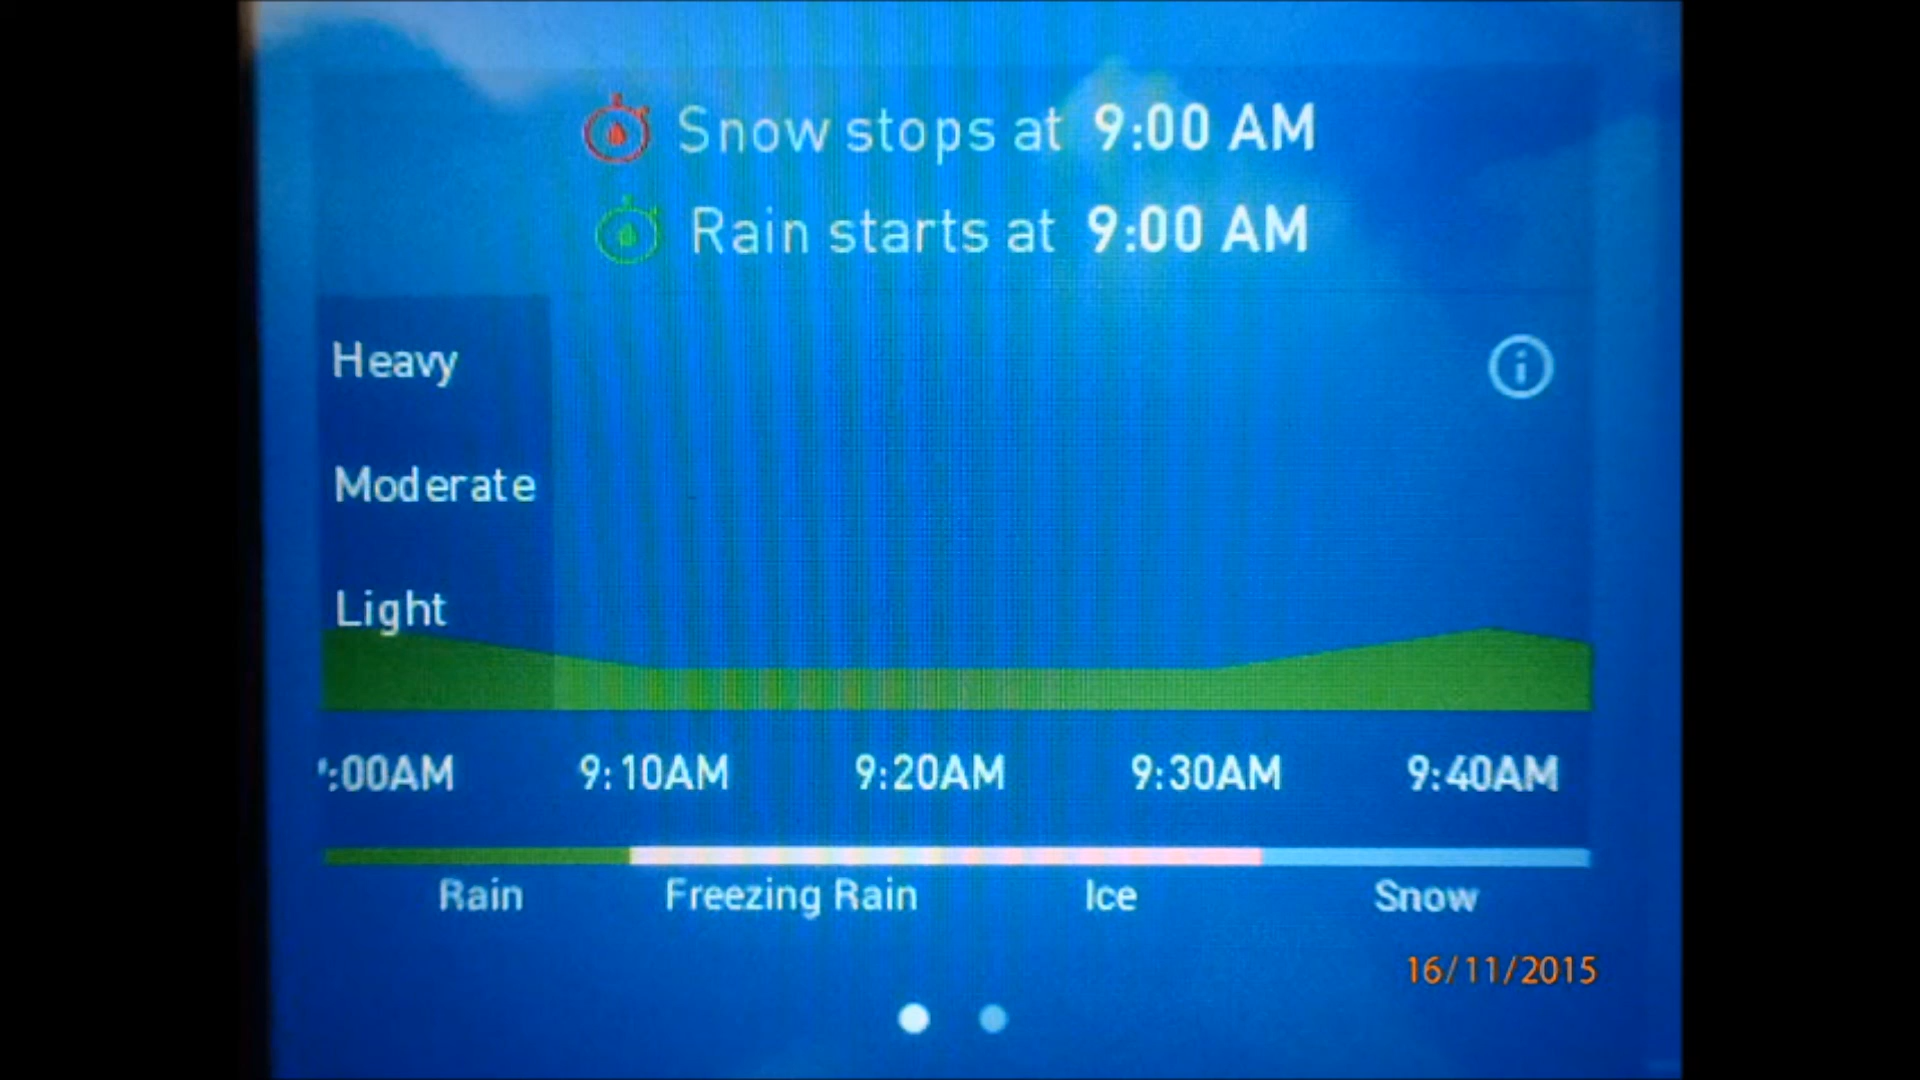 Snow stops at 9:00 AM
Rain starts at 9:00 AM
Heavy
Moderate
Light
:00AM 9:10AM 9:20AM 9:30AM 9:40AM
Rain Freezing Rain Ice Snow
16/11/2015